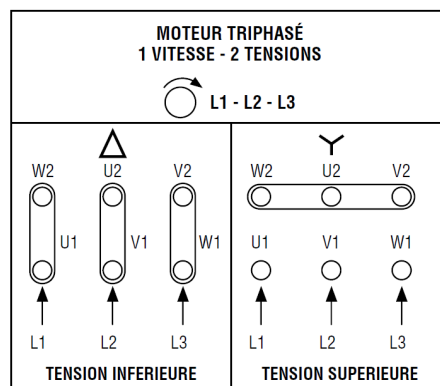 MOTEUR TRIPHASÉ
1 VITESSE - 2 TENSIONS
L1 - L2 - L3
W2 U2 V2
U1 V1 W1
L1 L2 L3
TENSION INFERIEURE
W2 U2 V2
U1 V1 W1
L1 L2 L3
TENSION SUPERIEURE